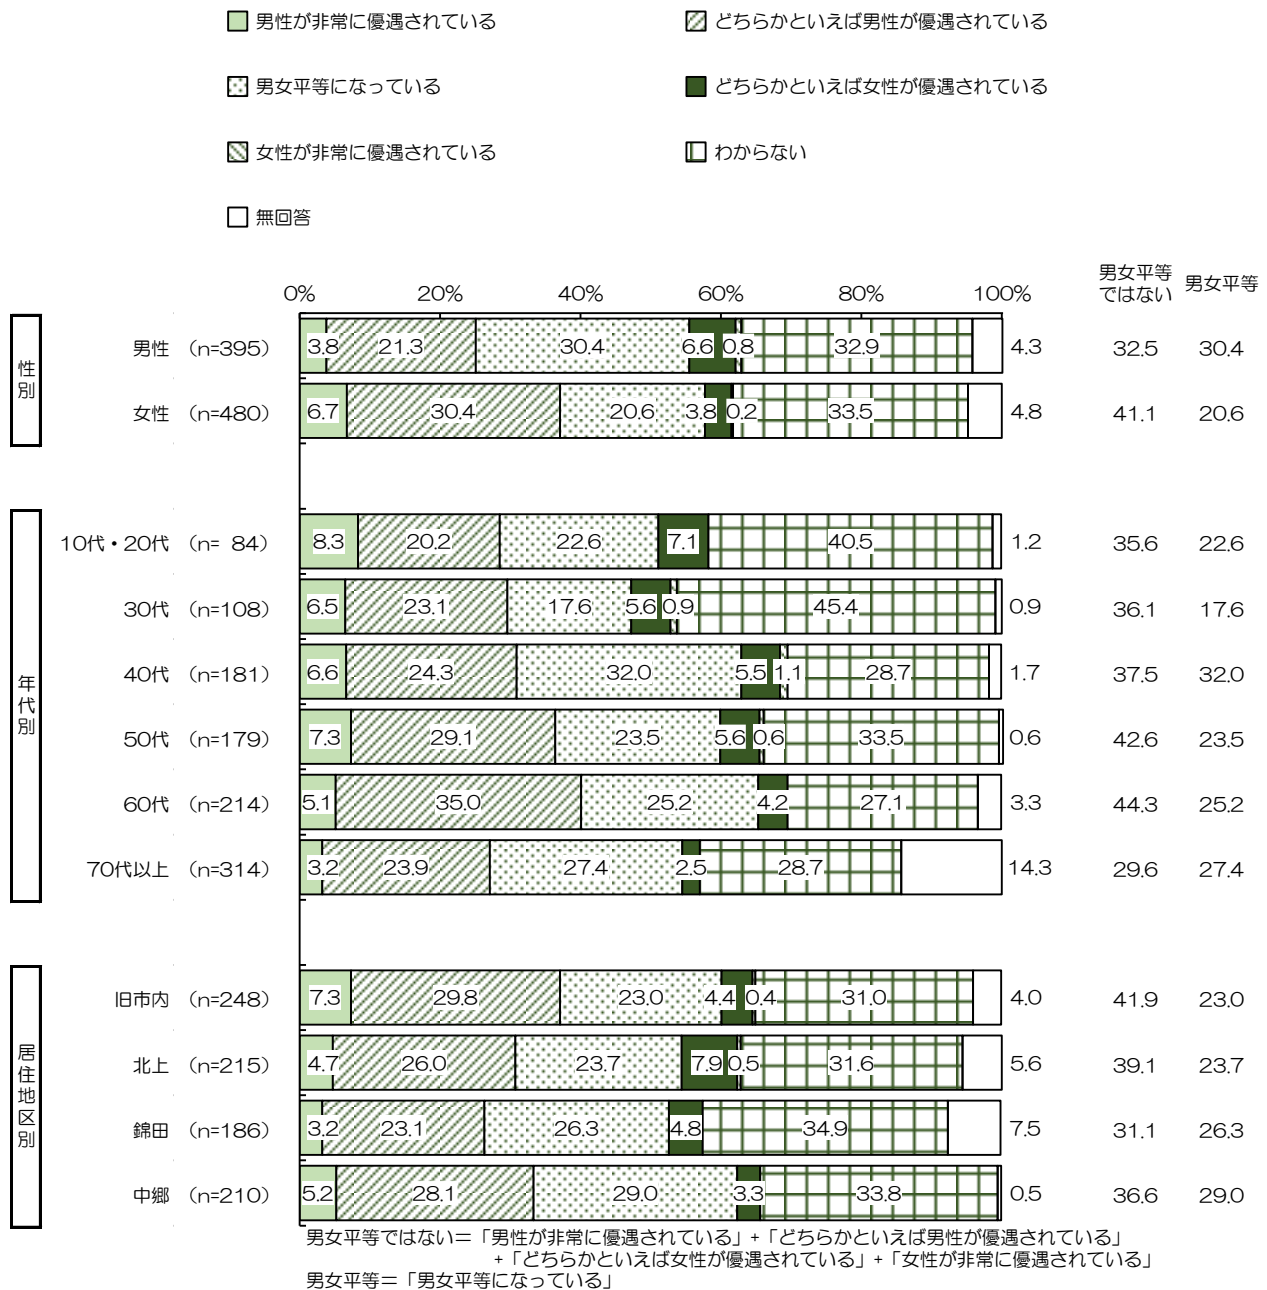 男性が非常に優遇されている どちらかといえば男性が優遇されている
男女平等になっている どちらかといえば女性が優遇されている
女性が非常に優遇されている わからない
無回答
男女平等ではない 男女平等
0% 20% 40% 60% 80% 100%
性別
男性 (n=395) 3.8 21.3 30.4 6.6 0.8 32.9 4.3 32.5 30.4
女性 (n=480) 6.7 30.4 20.6 3.8 0.2 33.5 4.8 41.1 20.6
年代別
10代・20代 (n= 84) 8.3 20.2 22.6 7.1 40.5 1.2 35.6 22.6
30代 (n=108) 6.5 23.1 17.6 5.6 0.9 45.4 0.9 36.1 17.6
40代 (n=181) 6.6 24.3 32.0 5.5 1.1 28.7 1.7 37.5 32.0
50代 (n=179) 7.3 29.1 23.5 5.6 0.6 33.5 0.6 42.6 23.5
60代 (n=214) 5.1 35.0 25.2 4.2 27.1 3.3 44.3 25.2
70代以上 (n=314) 3.2 23.9 27.4 2.5 28.7 14.3 29.6 27.4
居住地区別
旧市内 (n=248) 7.3 29.8 23.0 4.4 0.4 31.0 4.0 41.9 23.0
北上 (n=215) 4.7 26.0 23.7 7.9 0.5 31.6 5.6 39.1 23.7
錦田 (n=186) 3.2 23.1 26.3 4.8 34.9 7.5 31.1 26.3
中郷 (n=210) 5.2 28.1 29.0 3.3 33.8 0.5 36.6 29.0
男女平等ではない＝「男性が非常に優遇されている」+「どちらかといえば男性が優遇されている」
+「どちらかといえば女性が優遇されている」+「女性が非常に優遇されている」
男女平等＝「男女平等になっている」